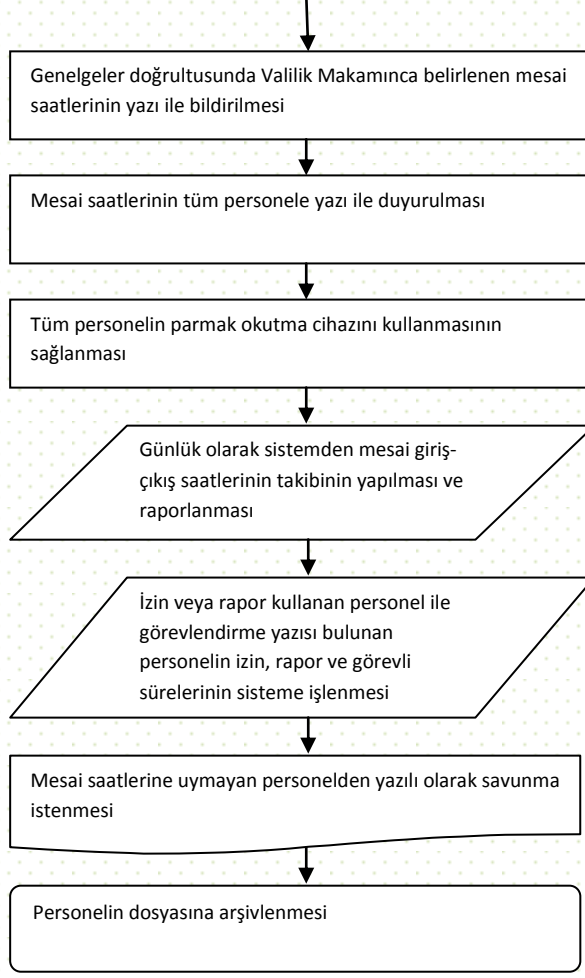 Genelgeler doğrultusunda Valilik Makamınca belirlenen mesai
saatlerinin yazı ile bildirilmesi
Mesai saatlerinin tüm personele yazı ile duyurulması
Tüm personelin parmak okutma cihazını kullanmasının
sağlanması
Günlük olarak sistemden mesai giriş-
çıkış saatlerinin takibinin yapılması ve
raporlanması
İzin veya rapor kullanan personel ile
görevlendirme yazısı bulunan
personelin izin, rapor ve görevli
sürelerinin sisteme işlenmesi
Mesai saatlerine uymayan personelden yazılı olarak savunma
istenmesi
Personelin dosyasına arşivlenmesi